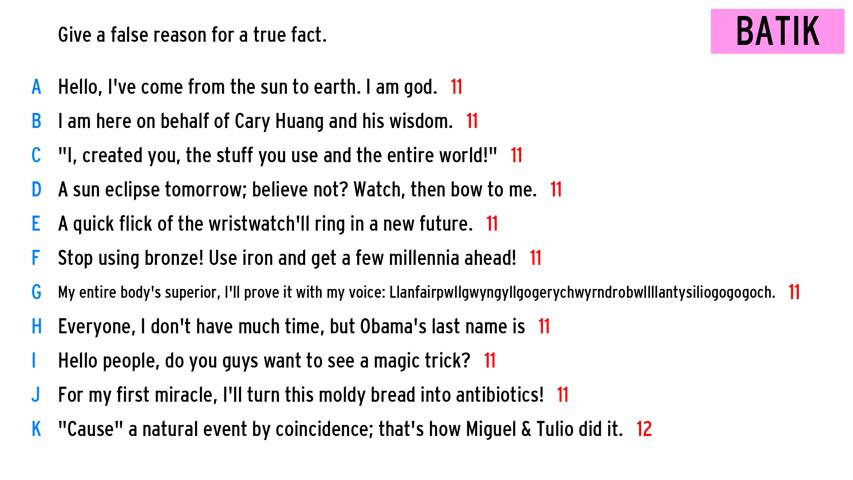 Give a false reason for a true fact.
BATIK
A Hello, I've come from the sun to earth. I am god. 11
B I am here on behalf of Cary Huang and his wisdom. 11
C "I, created you, the stuff you use and the entire world!" 11
D A sun eclipse tomorrow; believe not? Watch, then bow to me. 11
E A quick flick of the wristwatch'll ring in a new future. 11
F Stop using bronze! Use iron and get a few millennia ahead! 11
G My entire body's superior, I'll prove it with my voice: Llanfairpwllgwyngyllgogerychwyrndrobwllllantysiliogogogoch. 11
H Everyone, I don't have much time, but Obama's last name is 11
I Hello people, do you guys want to see a magic trick? 11
J For my first miracle, I'll turn this moldy bread into antibiotics! 11
K "Cause" a natural event by coincidence; that's how Miguel & Tulio did it. 12